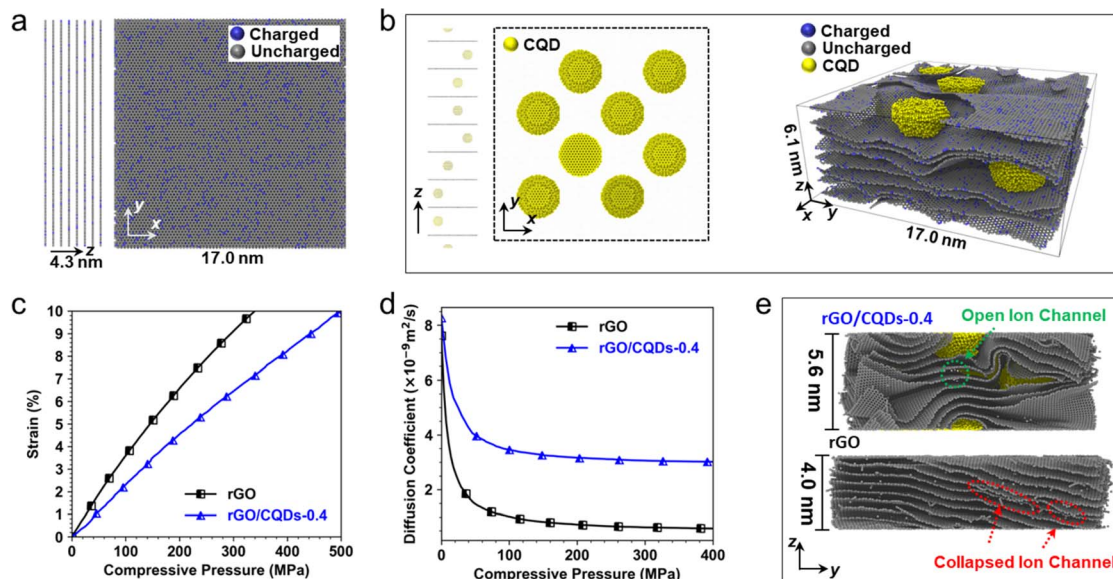 a
Charged
Uncharged
z
4.3 nm
y
x
17.0 nm
b
CQD
z
y
x
Charged
Uncharged
CQD
6.1 nm
z
x
y
17.0 nm
c
Strain (%)
10
9
8
7
6
5
4
3
2
1
0
rGO
rGO/CQDs-0.4
0
100
200
300
400
500
Compressive Pressure (MPa)
d
Diffusion Coefficient (×10⁻⁹m²/s)
8
6
4
2
rGO
rGO/CQDs-0.4
0
100
200
300
400
Compressive Pressure (MPa)
e
rGO/CQDs-0.4
Open Ion Channel
5.6 nm
rGO
4.0 nm
Collapsed Ion Channel
z
y